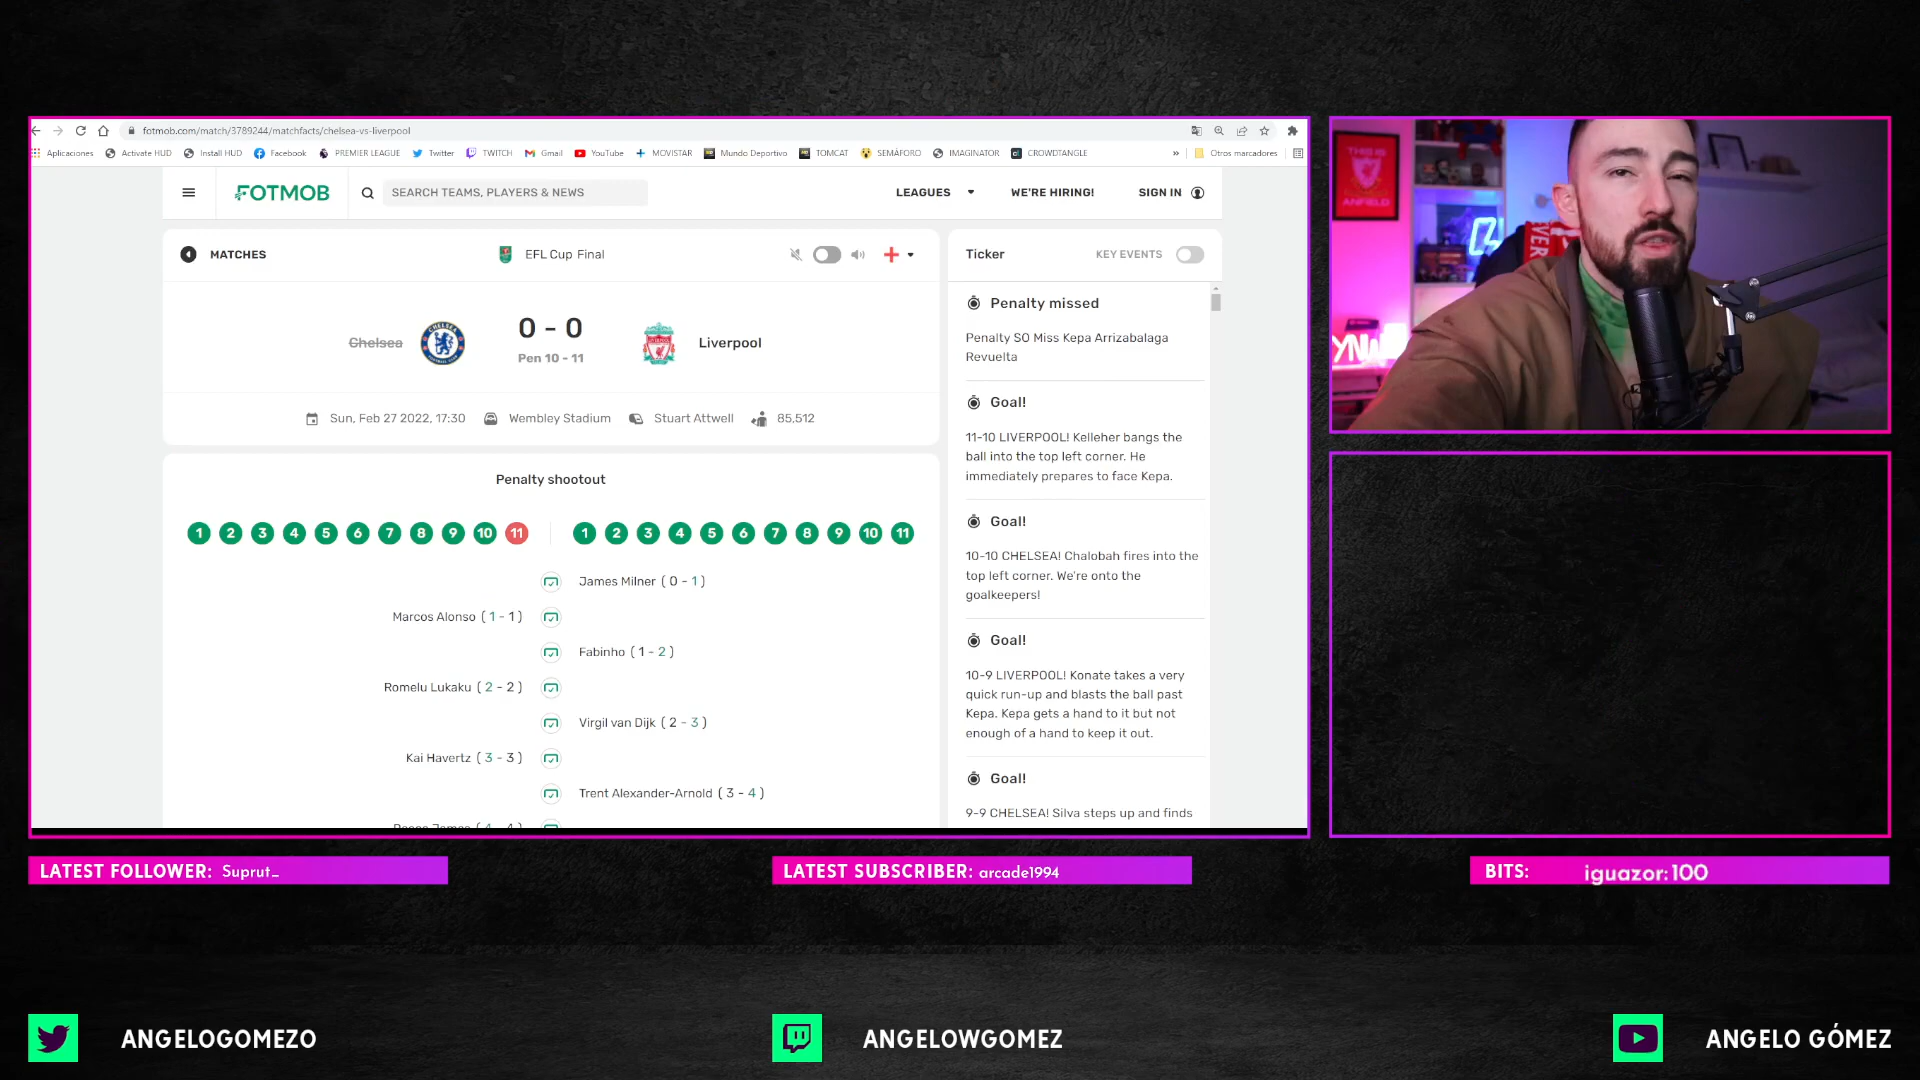 fotmob.com/match/3789244/matchfacts/chelsea-vs-liverpool
Aplicaciones Activate HUD Install HUD Facebook PREMIER LEAGUE Twitter TWITCH Gmail YouTube MOVISTAR Mundo Deportivo TOMCAT SEMÁFORO IMAGINATOR CROWDTANGLE » Otros marcadores
FOTMOB
SEARCH TEAMS, PLAYERS & NEWS
LEAGUES
WE'RE HIRING!
SIGN IN
MATCHES
EFL Cup Final
Chelsea
0 - 0
Pen 10 - 11
Liverpool
Sun, Feb 27 2022, 17:30
Wembley Stadium
Stuart Attwell
85,512
Penalty shootout
1 2 3 4 5 6 7 8 9 10 11
1 2 3 4 5 6 7 8 9 10 11
James Milner ( 0 - 1 )
Marcos Alonso ( 1 - 1 )
Fabinho ( 1 - 2 )
Romelu Lukaku ( 2 - 2 )
Virgil van Dijk ( 2 - 3 )
Kai Havertz ( 3 - 3 )
Trent Alexander-Arnold ( 3 - 4 )
Ticker
KEY EVENTS
Penalty missed
Penalty SO Miss Kepa Arrizabalaga
Revuelta
Goal!
11-10 LIVERPOOL! Kelleher bangs the
ball into the top left corner. He
immediately prepares to face Kepa.
Goal!
10-10 CHELSEA! Chalobah fires into the
top left corner. We're onto the
goalkeepers!
Goal!
10-9 LIVERPOOL! Konate takes a very
quick run-up and blasts the ball past
Kepa. Kepa gets a hand to it but not
enough of a hand to keep it out.
Goal!
9-9 CHELSEA! Silva steps up and finds
THIS IS
ANFIELD
YNW
LATEST FOLLOWER: Suprut_
LATEST SUBSCRIBER: arcade1994
BITS: iguazor: 100
ANGELOGOMEZO
ANGELOWGOMEZ
ANGELO GÓMEZ